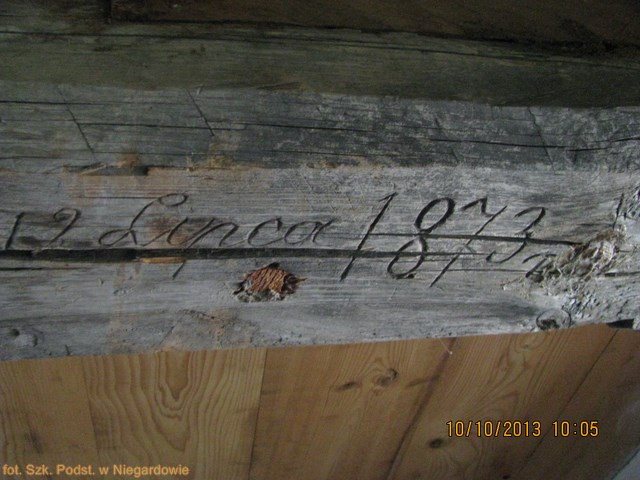 12 Lipca 1873
10/10/2013 10:05
fot. Szk. Podst. w Niegardowie